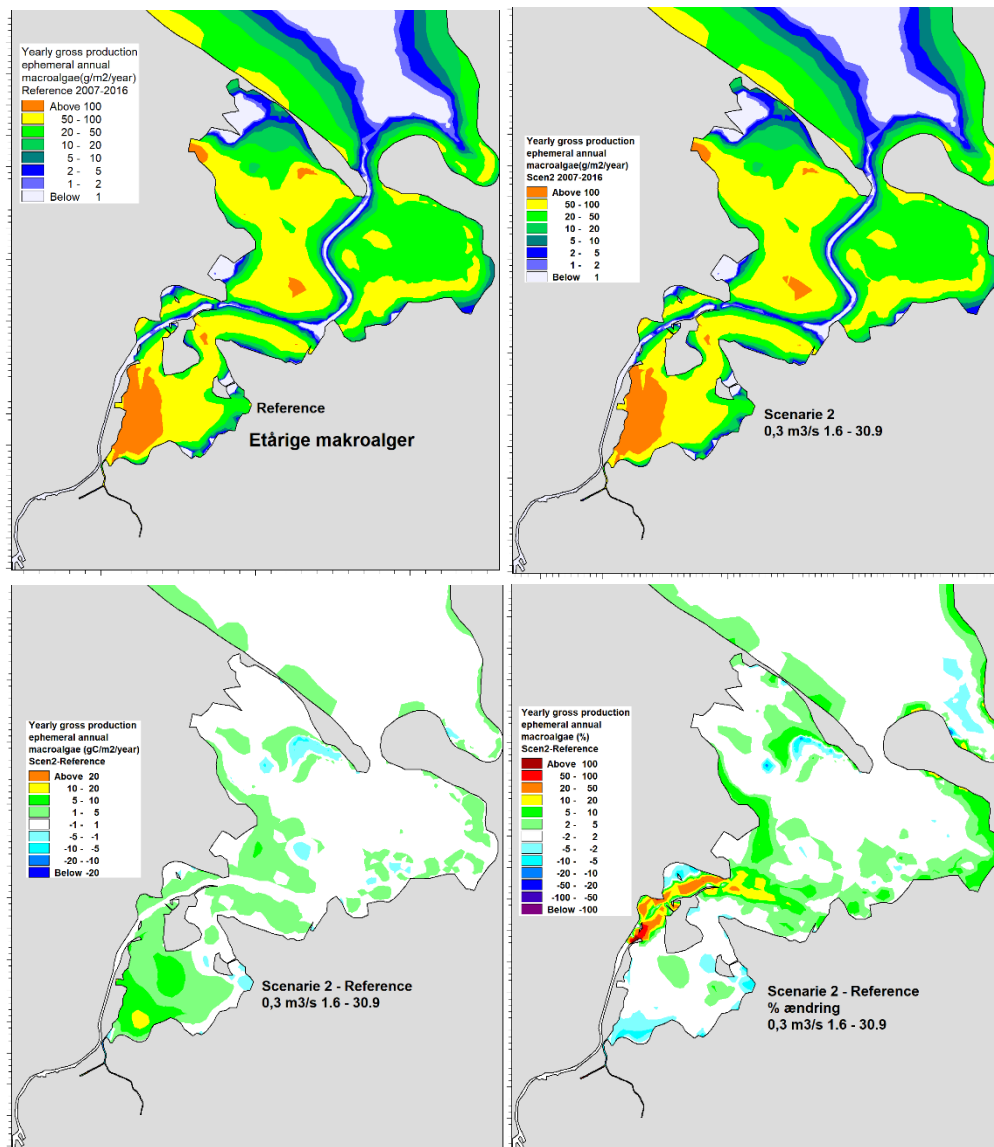 Yearly gross production
ephemeral annual
macroalgae(g/m2/year)
Reference 2007-2016
Above 100
50 - 100
20 - 50
10 - 20
5 - 10
2 - 5
1 - 2
Below 1
Reference
Etårige makroalger
Yearly gross production
ephemeral annual
macroalgae(g/m2/year)
Scen2 2007-2016
Above 100
50 - 100
20 - 50
10 - 20
5 - 10
2 - 5
1 - 2
Below 1
Scenarie 2
0,3 m3/s 1.6 - 30.9
Yearly gross production
ephemeral annual
macroalgae (gC/m2/year)
Scen2-Reference
Above 20
10 - 20
5 - 10
1 - 5
-1 - 1
-5 - -1
-10 - -5
-20 - -10
Below -20
Scenarie 2 - Reference
0,3 m3/s 1.6 - 30.9
Yearly gross production
ephemeral annual
macroalgae (%)
Scen2-Reference
Above 100
50 - 100
20 - 50
10 - 20
5 - 10
2 - 5
-2 - 2
-5 - -2
-10 - -5
-20 - -10
-50 - -20
-100 - -50
Below -100
Scenarie 2 - Reference
% ændring
0,3 m3/s 1.6 - 30.9